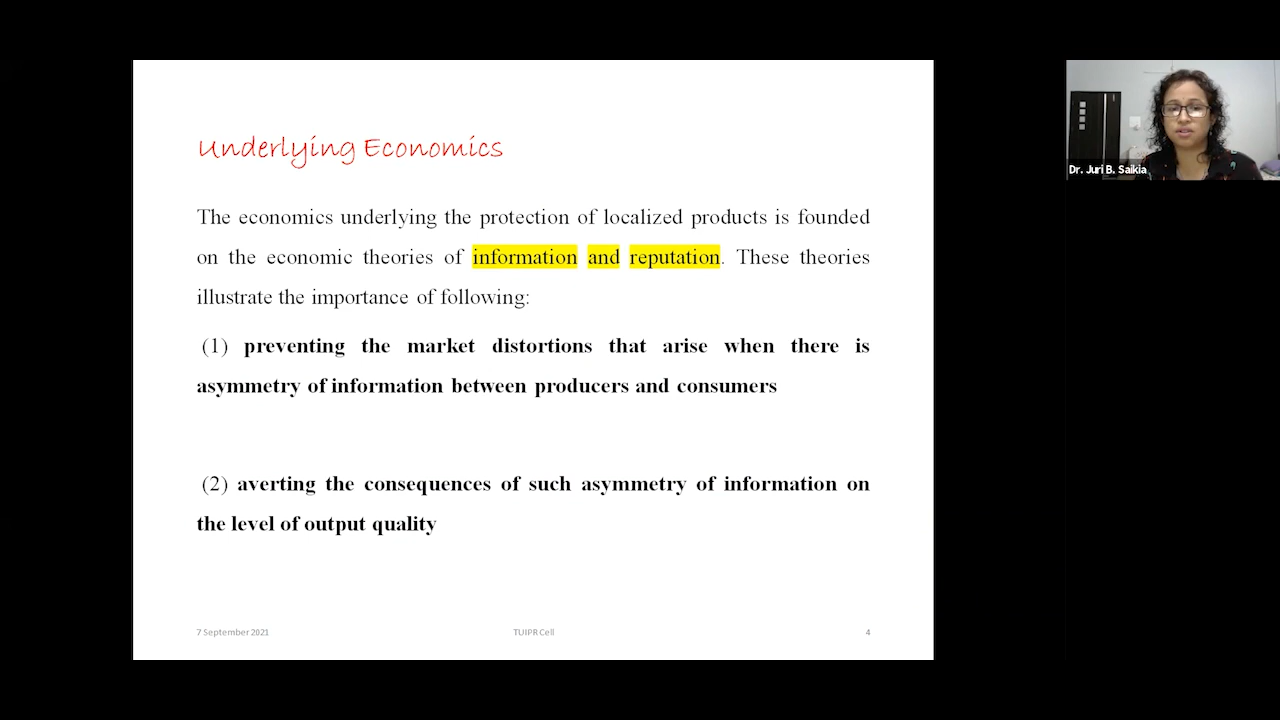 Underlying Economics
The economics underlying the protection of localized products is founded
on the economic theories of information and reputation. These theories
illustrate the importance of following:
(1) preventing the market distortions that arise when there is
asymmetry of information between producers and consumers
(2) averting the consequences of such asymmetry of information on
the level of output quality
7 September 2021
TUIPR Cell
4
Dr. Juri B. Saikia